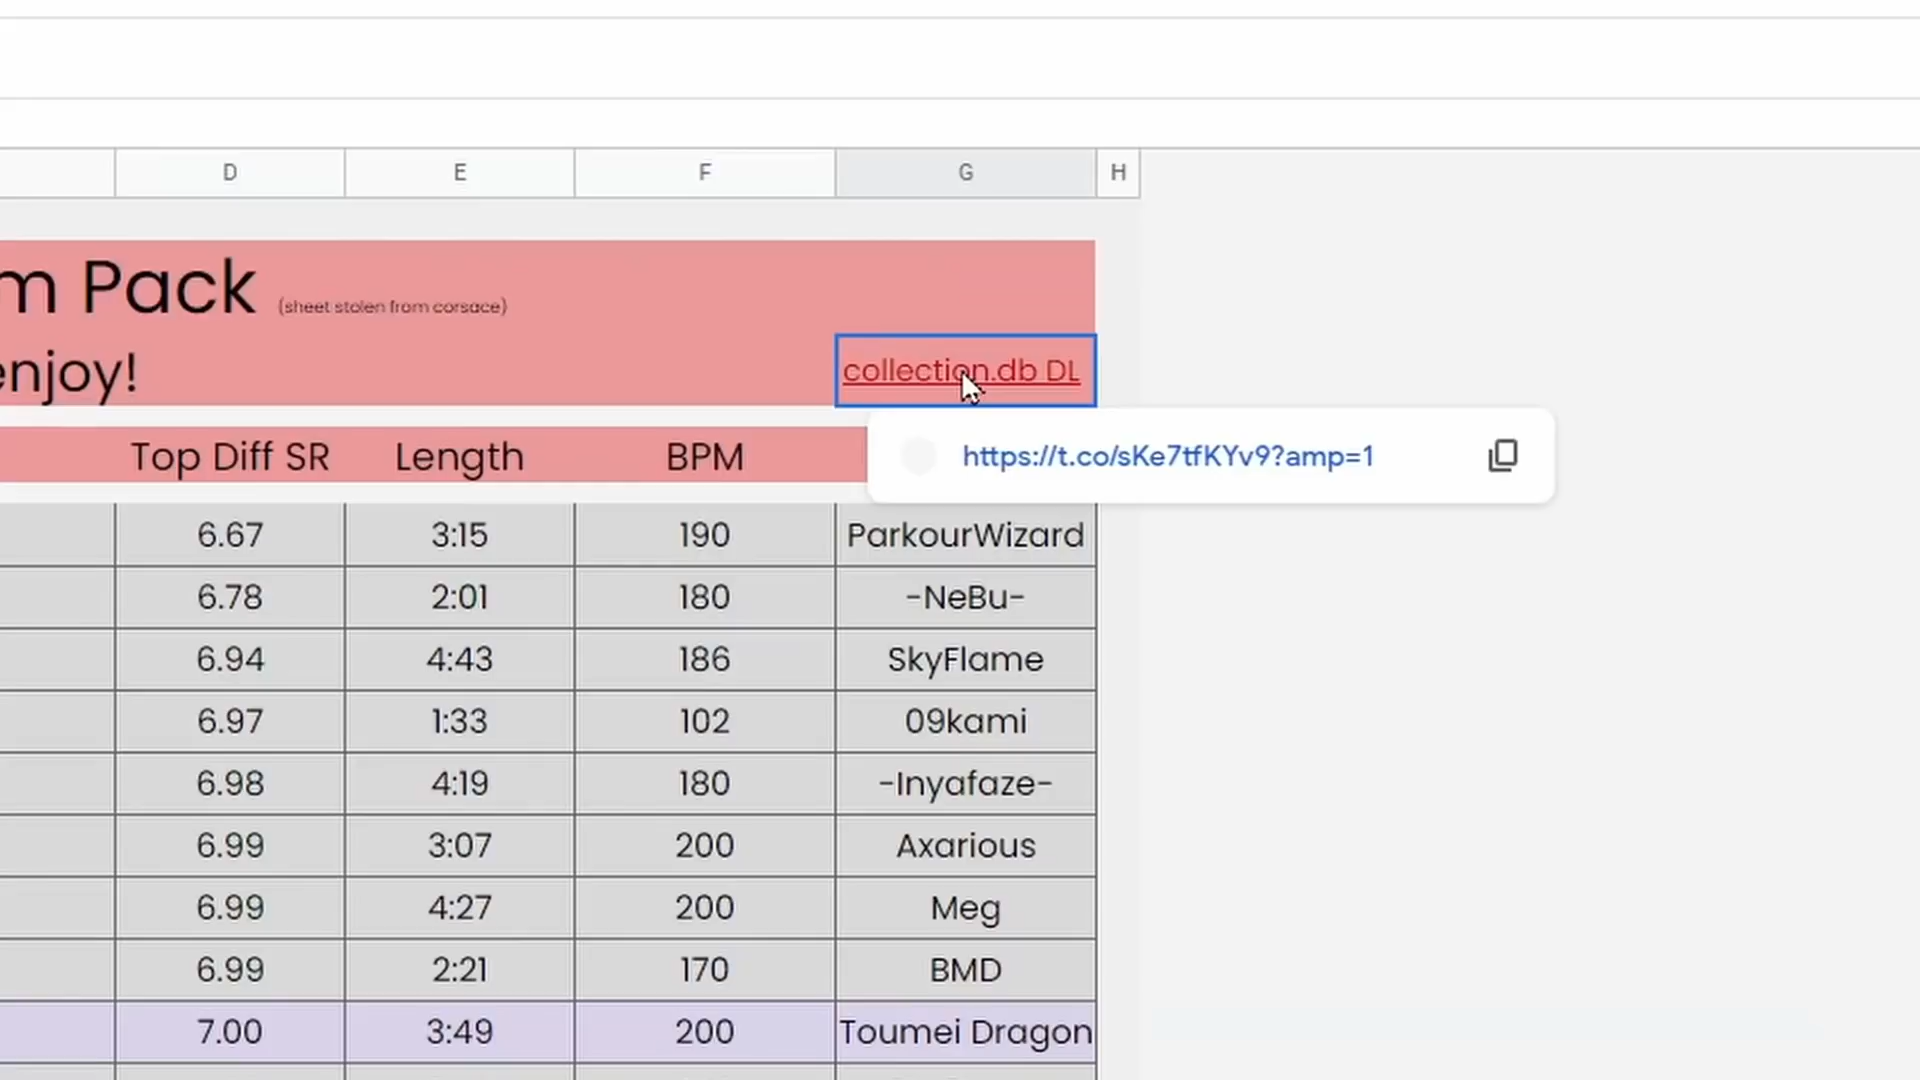 D E F G H
m Pack (sheet stolen from corsace)
enjoy! collection.db DL
Top Diff SR Length BPM https://t.co/sKe7tfKYv9?amp=1
6.67 3:15 190 ParkourWizard
6.78 2:01 180 -NeBu-
6.94 4:43 186 SkyFlame
6.97 1:33 102 09kami
6.98 4:19 180 -Inyafaze-
6.99 3:07 200 Axarious
6.99 4:27 200 Meg
6.99 2:21 170 BMD
7.00 3:49 200 Toumei Dragon